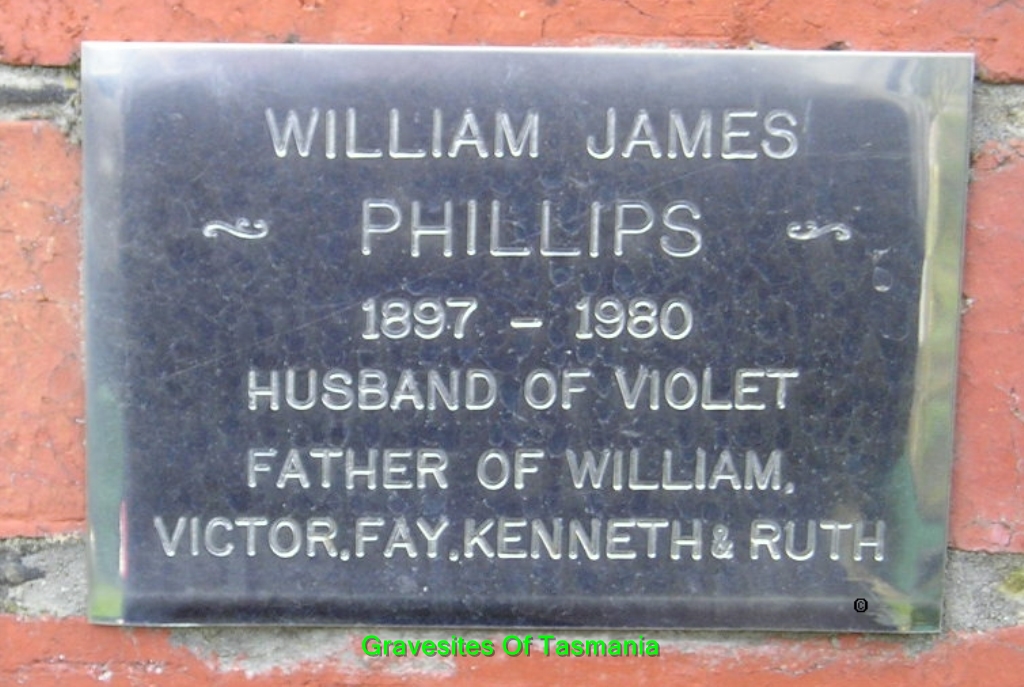 WILLIAM JAMES
PHILLIPS
1897 - 1980
HUSBAND OF VIOLET
FATHER OF WILLIAM,
VICTOR, FAY, KENNETH & RUTH
©
Gravesites Of Tasmania